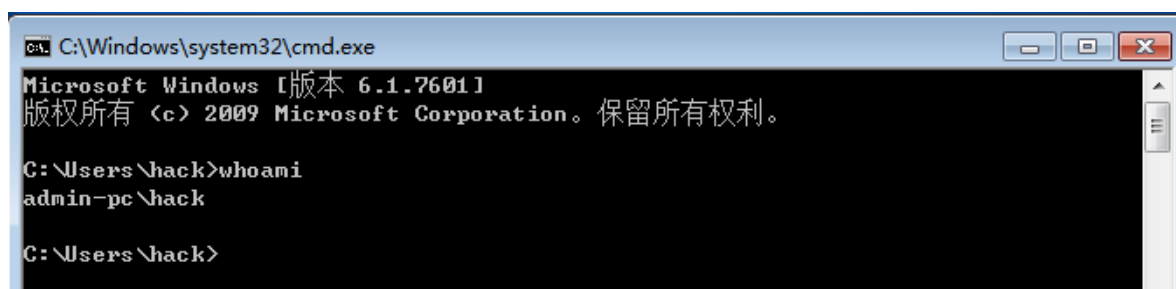 C:\Windows\system32\cmd.exe
Microsoft Windows [版本 6.1.7601]
版权所有 (c) 2009 Microsoft Corporation。保留所有权利。
C:\Users\hack>whoami
admin-pc\hack
C:\Users\hack>